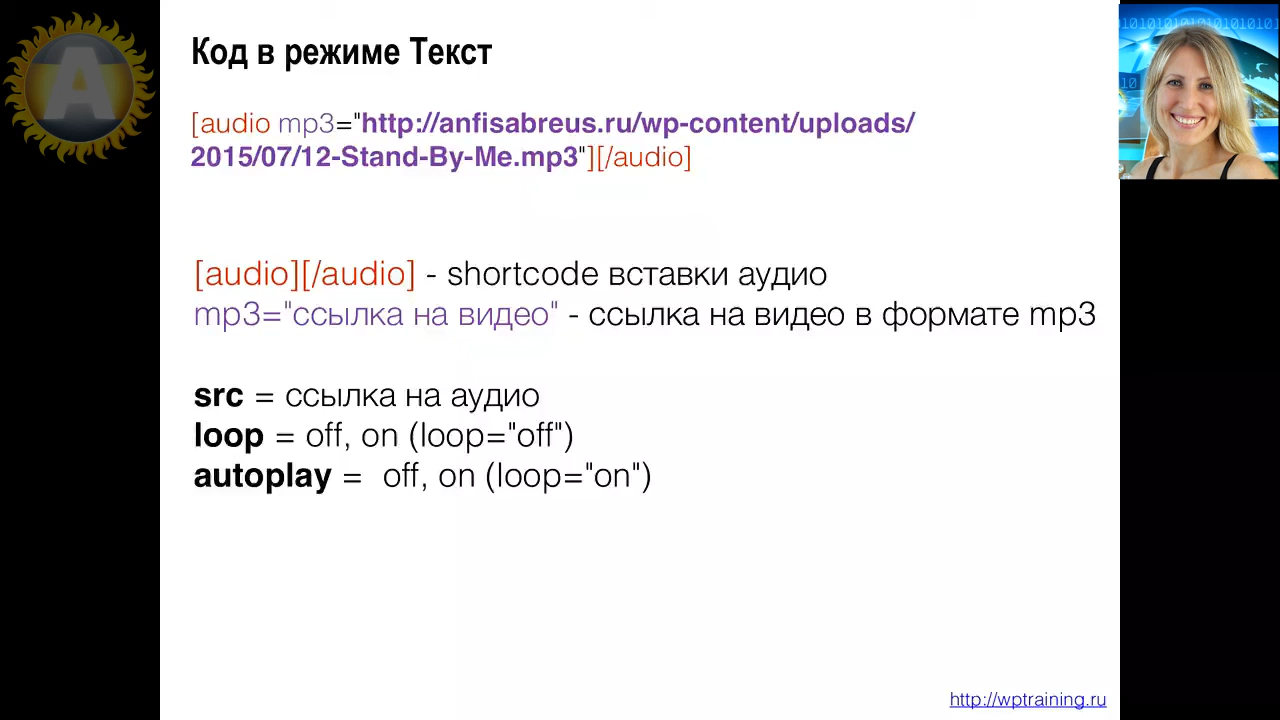 Код в режиме Текст
[audio mp3="http://anfisabreus.ru/wp-content/uploads/
2015/07/12-Stand-By-Me.mp3"][/audio]
[audio][/audio] - shortcode вставки аудио
mp3="ссылка на видео" - ссылка на видео в формате mp3
src = ссылка на аудио
loop = off, on (loop="off")
autoplay = off, on (loop="on")
http://wptraining.ru
A